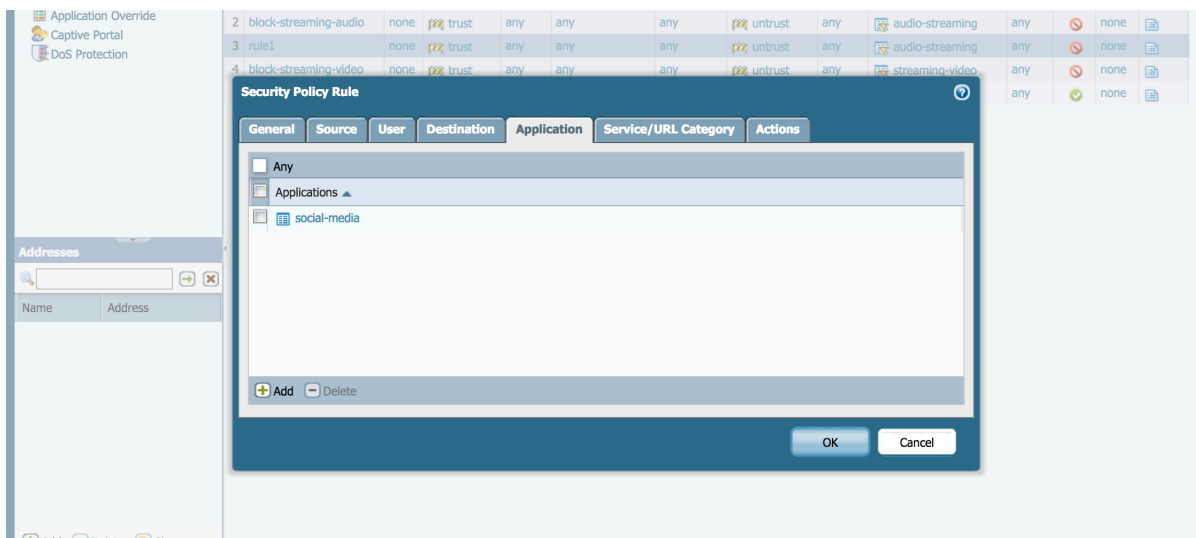 Application Override
Captive Portal
DoS Protection
2 block-streaming-audio none trust any any any untrust any audio-streaming any none
3 rule1 none trust any any any untrust any audio-streaming any none
4 block-streaming-video none trust any any any untrust any streaming-video any none
any none
Security Policy Rule
General Source User Destination Application Service/URL Category Actions
Any
Applications
social-media
Add Delete
OK Cancel
Addresses
Name Address